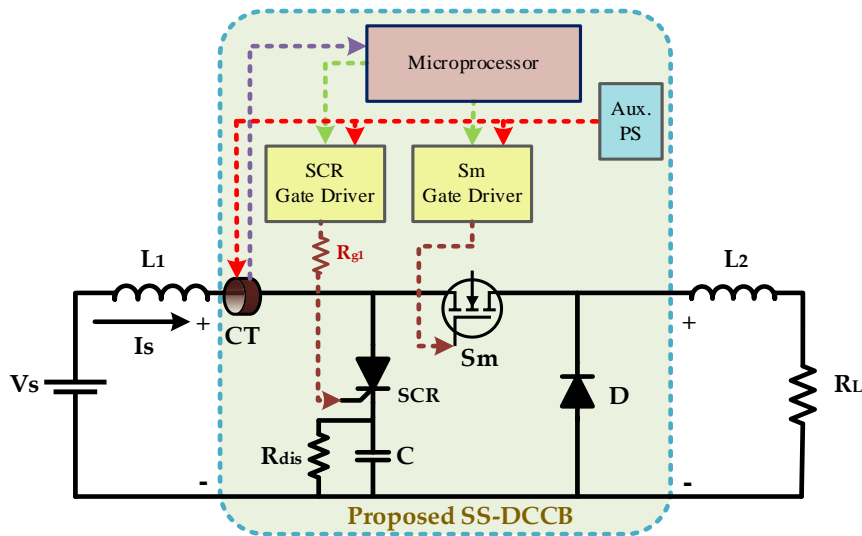 Microprocessor
Aux.
PS
SCR
Gate Driver
Sm
Gate Driver
Rg1
L1
L2
+
CT
Is
Sm
+
Vs
SCR
D
RL
Rdis
C
-
-
Proposed SS-DCCB